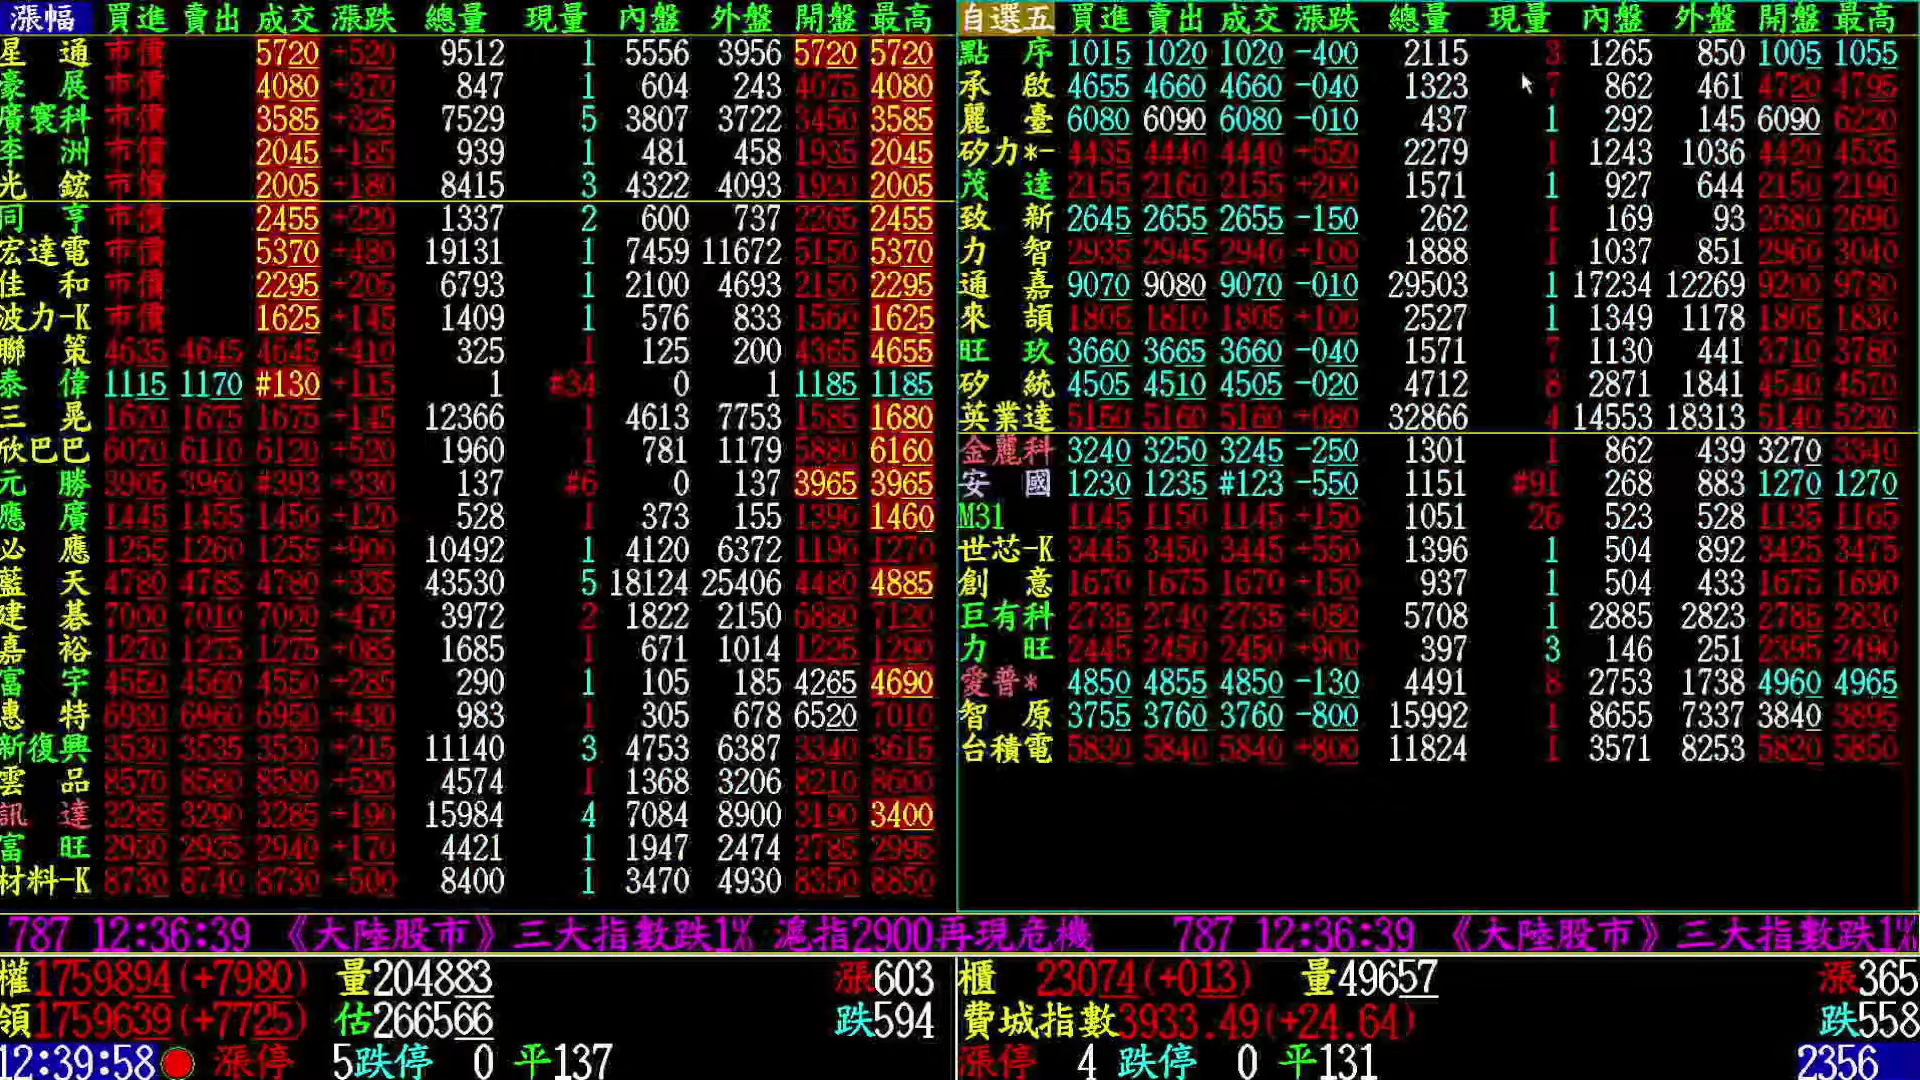 漲幅 買進 賣出 成交 漲跌 總量 現量 內盤 外盤 開盤 最高
星通 市價 5720 +520 9512 1 5556 3956 5720 5720
豪展 市價 4080 +370 847 1 604 243 4075 4080
廣寰科 市價 3585 +325 7529 5 3807 3722 3450 3585
李洲 市價 2045 +185 939 1 481 458 1935 2045
光鋐 市價 2005 +180 8415 3 4322 4093 1920 2005
同亨 市價 2455 +220 1337 2 600 737 2265 2455
宏達電 市價 5370 +480 19131 1 7459 11672 5150 5370
佳和 市價 2295 +205 6793 1 2100 4693 2150 2295
波力-K 市價 1625 +145 1409 1 576 833 1560 1625
聯策 4635 4645 4645 +410 325 1 125 200 4365 4655
泰偉 1115 1170 #130 +115 1 #34 0 1 1185 1185
三晃 1670 1675 1675 +145 12366 1 4613 7753 1585 1680
欣巴巴 6070 6110 6120 +520 1960 1 781 1179 5880 6160
元勝 3905 3960 #393 +330 137 #6 0 137 3965 3965
應廣 1445 1455 1450 +120 528 1 373 155 1390 1460
必應 1255 1260 1255 +900 10492 1 4120 6372 1190 1270
藍天 4780 4785 4780 +335 43530 5 18124 25406 4480 4885
建碁 7000 7010 7000 +470 3972 2 1822 2150 6880 7120
嘉裕 1270 1275 1275 +085 1685 1 671 1014 1225 1290
富宇 4550 4560 4550 +285 290 1 105 185 4265 4690
惠特 6930 6960 6950 +430 983 1 305 678 6520 7010
新復興 3530 3535 3530 +215 11140 3 4753 6387 3340 3615
雲品 8570 8580 8580 +520 4574 1 1368 3206 8210 8600
訊達 3285 3290 3285 +190 15984 4 7084 8900 3190 3400
富旺 2930 2935 2940 +170 4421 1 1947 2474 2785 2995
材料-K 8730 8740 8730 +500 8400 1 3470 4930 8350 8850
自選五 買進 賣出 成交 漲跌 總量 現量 內盤 外盤 開盤 最高
點序 1015 1020 1020 -400 2115 3 1265 850 1005 1055
承啟 4655 4660 4660 -040 1323 7 862 461 4720 4795
麗臺 6080 6090 6080 -010 437 1 292 145 6090 6220
矽力*- 4435 4440 4440 +550 2279 1 1243 1036 4420 4535
茂達 2155 2160 2155 +200 1571 1 927 644 2150 2190
致新 2645 2655 2655 -150 262 1 169 93 2680 2690
力智 2935 2945 2940 +100 1888 1 1037 851 2960 3040
通嘉 9070 9080 9070 -010 29503 1 17234 12269 9200 9780
來頡 1805 1810 1805 +100 2527 1 1349 1178 1805 1830
旺玖 3660 3665 3660 -040 1571 7 1130 441 3710 3780
矽統 4505 4510 4505 -020 4712 8 2871 1841 4540 4570
英業達 5150 5160 5160 +080 32866 4 14553 18313 5140 5230
金麗科 3240 3250 3245 -250 1301 1 862 439 3270 3340
安國 1230 1235 #123 -550 1151 #91 268 883 1270 1270
M31 1145 1150 1145 +150 1051 26 523 528 1135 1165
世芯-K 3445 3450 3445 +550 1396 1 504 892 3425 3475
創意 1670 1675 1670 +150 937 1 504 433 1675 1690
巨有科 2735 2740 2735 +050 5708 1 2885 2823 2785 2830
力旺 2445 2450 2450 +900 397 3 146 251 2395 2490
愛普* 4850 4855 4850 -130 4491 8 2753 1738 4960 4965
智原 3755 3760 3760 -800 15992 1 8655 7337 3840 3895
台積電 5830 5840 5840 +800 11824 1 3571 8253 5820 5850
787 12:36:39 《大陸股市》三大指數跌1% 滬指2900再現危機 787 12:36:39 《大陸股市》三大指數跌1%
權1759894(+7980) 量204883 漲603
領1759639(+7725) 估266566 跌594
12:39:58 漲停 5跌停 0 平137
櫃 23074(+013) 量49657 漲365
費城指數3933.49(+24.64) 跌558
漲停 4 跌停 0 平131 2356